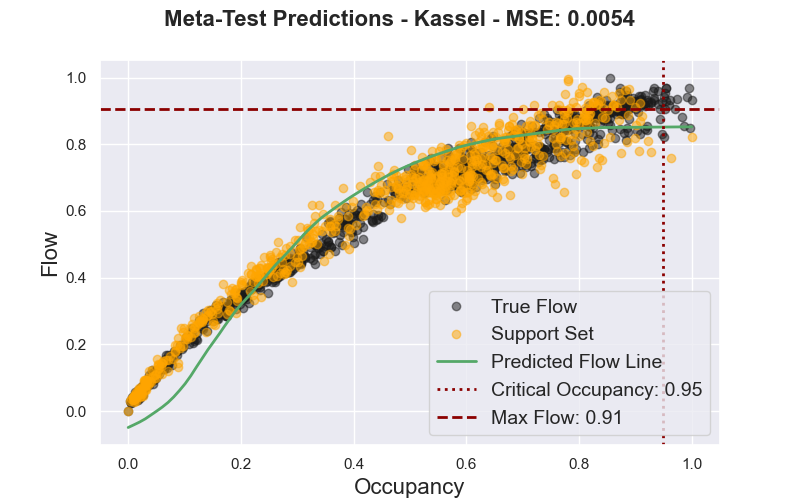 Meta-Test Predictions - Kassel - MSE: 0.0054
Flow
1.0
0.8
0.6
0.4
0.2
0.0
0.0
0.2
0.4
0.6
0.8
1.0
Occupancy
True Flow
Support Set
Predicted Flow Line
Critical Occupancy: 0.95
Max Flow: 0.91